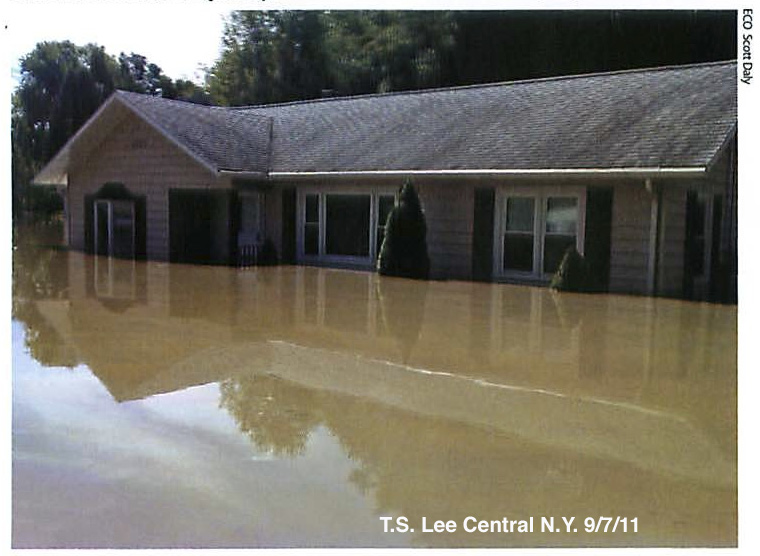 ECO Scott Daly
T.S. Lee Central N.Y. 9/7/11